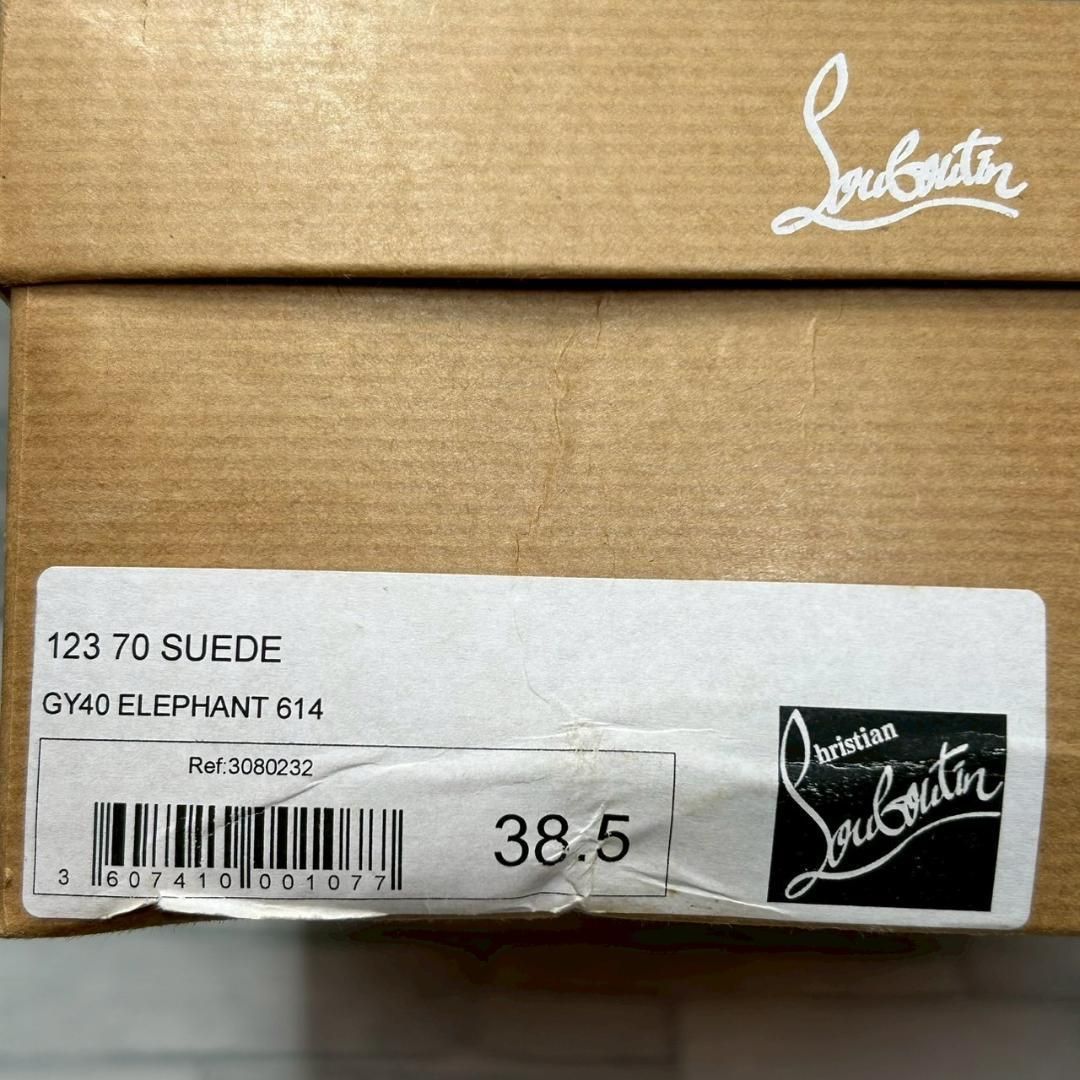 Louboutin
123 70 SUEDE
GY40 ELEPHANT 614
Ref:3080232
3 607410 001077
38.5
Christian
Louboutin